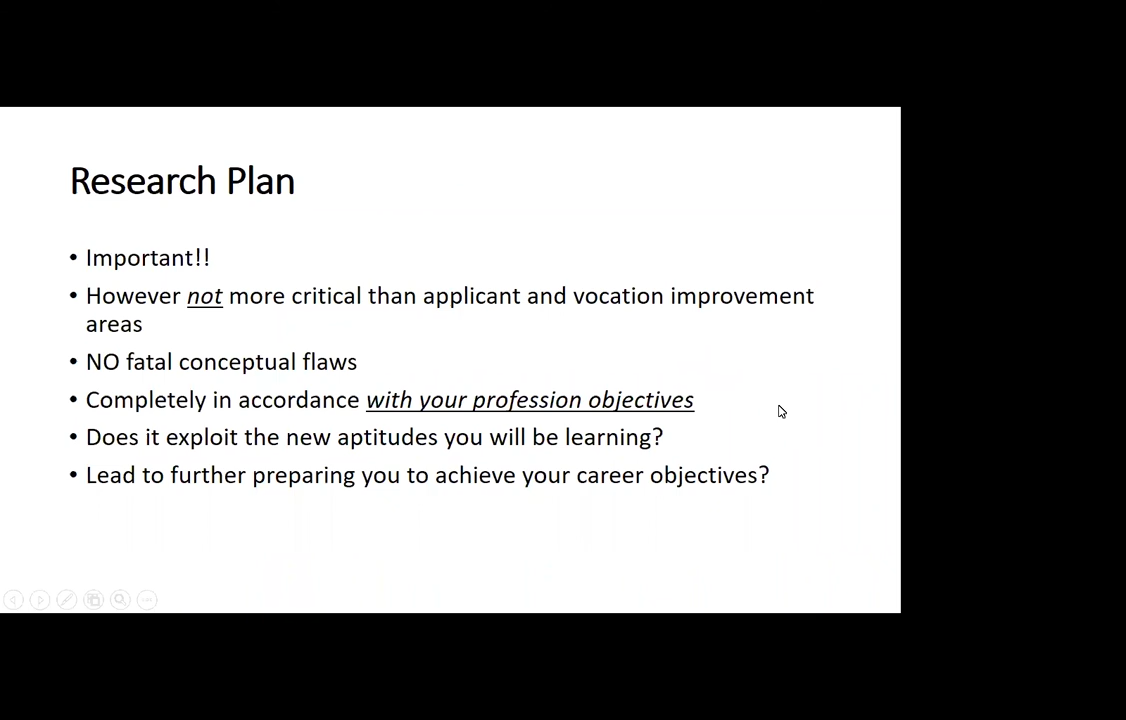 Research Plan
• Important!!
• However not more critical than applicant and vocation improvement
areas
• NO fatal conceptual flaws
• Completely in accordance with your profession objectives
• Does it exploit the new aptitudes you will be learning?
• Lead to further preparing you to achieve your career objectives?